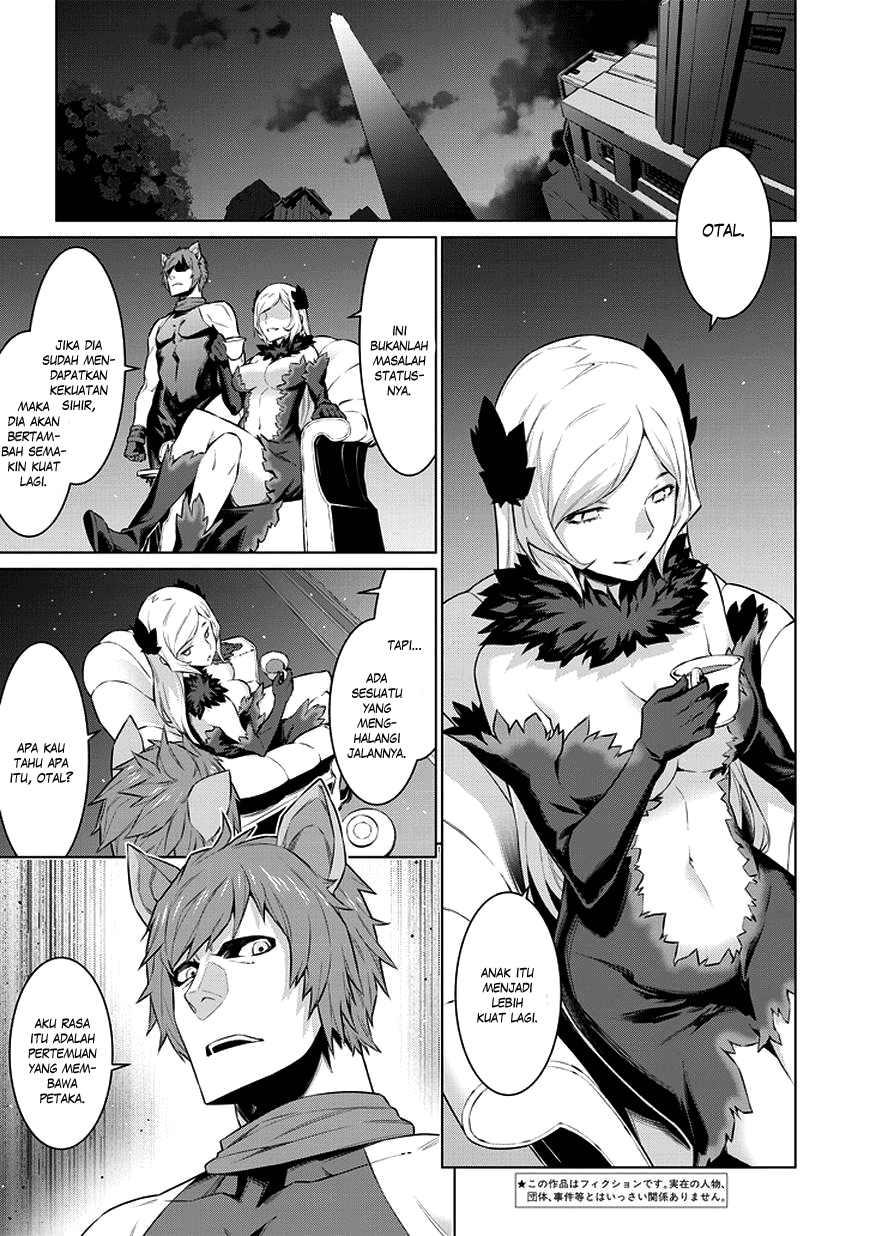 OTAL.
ANAK ITU
MENJADI
LEBIH
KUAT LAGI.
INI
BUKANLAH
MASALAH
STATUS-
NYA.
JIKA DIA
SUDAH MEN-
DAPATKAN
KEKUATAN
SIHIR,
MAKA
DIA AKAN
BERTAM-
BAH SEMA-
KIN KUAT
LAGI.
TAPI...
ADA
SESUATU
YANG
MENG-
HALANGI
JALANNYA.
APA KAU
TAHU APA
ITU, OTAL?
AKU RASA
ITU ADALAH
PERTEMUAN
YANG MEM-
BAWA
PETAKA.
★この作品はフィクションです。実在の人物、
団体、事件等とはいっさい関係ありません。